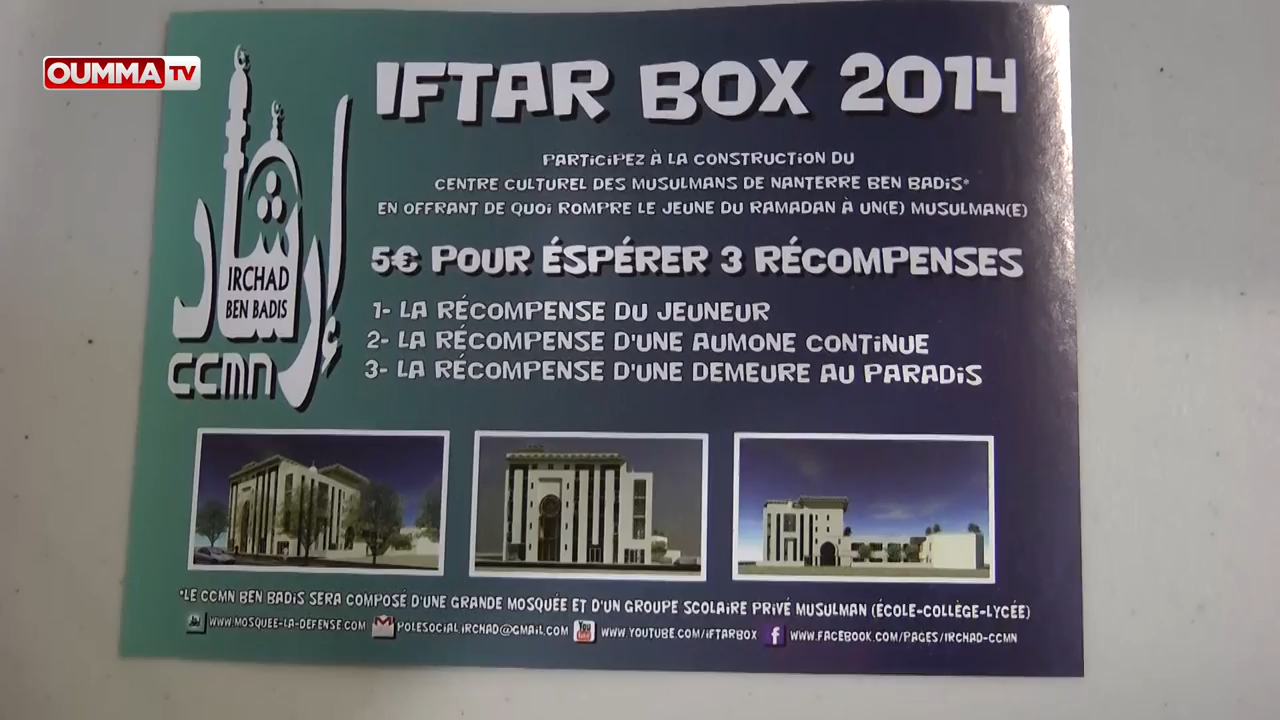 OUMMA TV
IFTAR BOX 2014
PARTICIPEZ À LA CONSTRUCTION DU
CENTRE CULTUREL DES MUSULMANS DE NANTERRE BEN BADIS*
EN OFFRANT DE QUOI ROMPRE LE JEUNE DU RAMADAN À UN(E) MUSULMAN(E)
5€ POUR ÉSPÉRER 3 RÉCOMPENSES
1- LA RÉCOMPENSE DU JEUNEUR
2- LA RÉCOMPENSE D'UNE AUMONE CONTINUE
3- LA RÉCOMPENSE D'UNE DEMEURE AU PARADIS
إرشاد
IRCHAD
BEN BADIS
CCMN
*LE CCMN BEN BADIS SERA COMPOSÉ D'UNE GRANDE MOSQUÉE ET D'UN GROUPE SCOLAIRE PRIVÉ MUSULMAN (ÉCOLE-COLLÈGE-LYCÉE)
WWW.MOSQUEE-LA-DEFENSE.COM POLESOCIAL.IRCHAD@GMAIL.COM You Tube WWW.YOUTUBE.COM/IFTARBOX f WWW.FACEBOOK.COM/PAGES/IRCHAD-CCMN